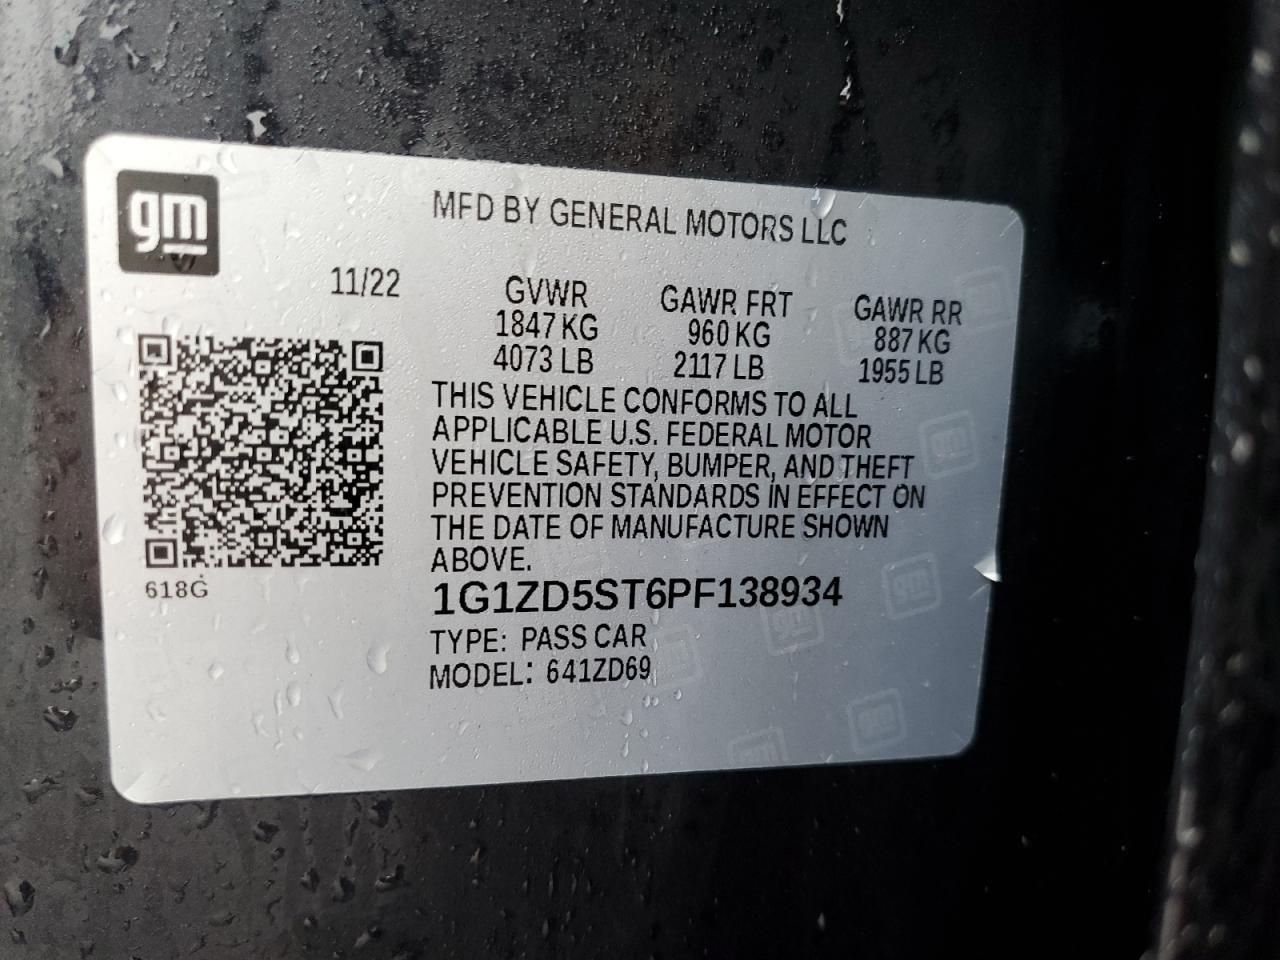 gm
MFD BY GENERAL MOTORS LLC
11/22
GVWR GAWR FRT GAWR RR
1847 KG 960 KG 887 KG
4073 LB 2117 LB 1955 LB
THIS VEHICLE CONFORMS TO ALL
APPLICABLE U.S. FEDERAL MOTOR
VEHICLE SAFETY, BUMPER, AND THEFT
PREVENTION STANDARDS IN EFFECT ON
THE DATE OF MANUFACTURE SHOWN
ABOVE.
618G
1G1ZD5ST6PF138934
TYPE: PASS CAR
MODEL: 641ZD69